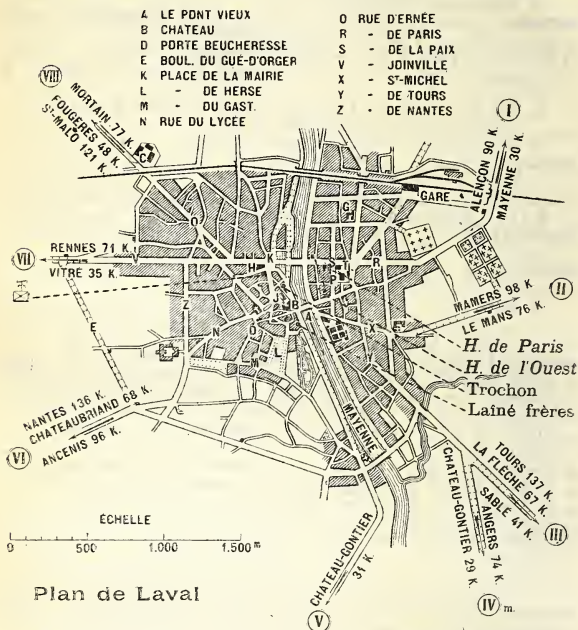 A LE PONT VIEUX
B CHATEAU
D PORTE BEUCHERESSE
E BOUL. DU GUÉ-D'ORGER
K PLACE DE LA MAIRIE
L - DE HERSE
M - DU GAST.
N RUE DU LYCÉE
O RUE D'ERNÉE
R - DE PARIS
S - DE LA PAIX
V - JOINVILLE
X - ST-MICHEL
Y - DE TOURS
Z - DE NANTES
VIII
MORTAIN 77 K.
FOUGÈRES 48 K.
ST-MALO 121 K.
I
ALENÇON 90 K.
MAYENNE 30 K.
GARE
C
G
O
VII
RENNES 71 K.
VITRÉ 35 K.
V
H
K
S
P
R
II
MAMERS 98 K.
LE MANS 76 K.
E
Z
N
J
B
A
X
D
M
L
H. de Paris
H. de l'Ouest
Trochon
Laîné frères
MAYENNE
NANTES 136 K.
CHATEAUBRIAND 68 K.
ANCENIS 96 K.
VI
TOURS 137 K.
LA FLÈCHE 67 K.
III
SABLÉ 41 K.
ANGERS 74 K.
CHATEAU-GONTIER 29 K.
IV m.
CHATEAU-GONTIER
31 K.
V
ÉCHELLE
0 500 1.000 1.500 m
Plan de Laval